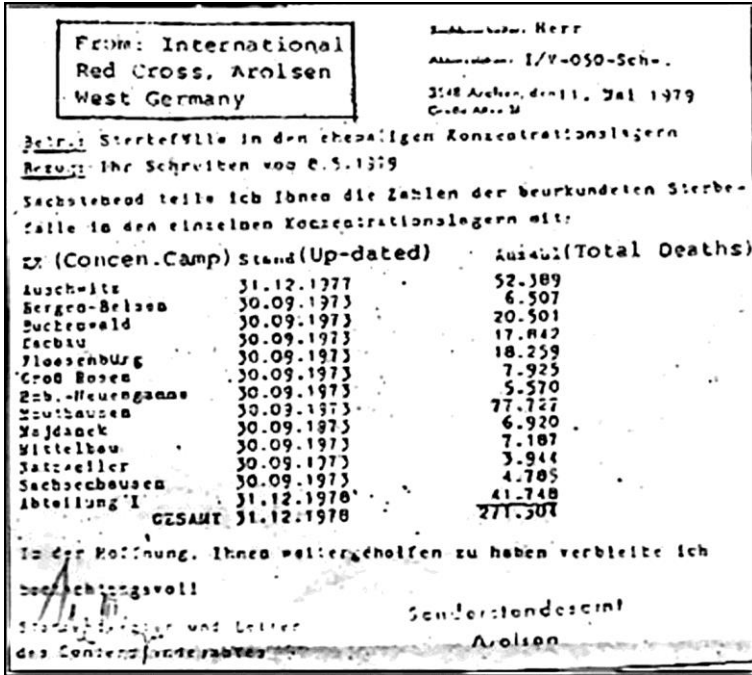 From: International
Red Cross, Arolsen
West Germany
Herr
I/V-050-Sch-.
3548 Arolsen, den 11. Mai 1979
Große Allee
Betr.: Sterbefälle in den ehemaligen Konzentrationslagern
Bezug: Ihr Schreiben vom 8.5.1979
Nachstehend teile ich Ihnen die Zahlen der beurkundeten Sterbe-
fälle in den einzelnen Konzentrationslagern mit:
(Concen.Camp) Stand (Up-dated) Anzahl (Total Deaths)
Auschwitz 31.12.1977 52.389
Bergen-Belsen 30.09.1973 6.507
Buchenwald 30.09.1973 20.501
Dachau 30.09.1973 17.842
Flossenbürg 30.09.1973 18.259
Groß Rosen 30.09.1973 7.925
Neuengamme 30.09.1973 5.570
Mauthausen 30.09.1973 77.727
Majdanek 30.09.1973 6.920
Mittelbau 30.09.1973 7.187
Natzweiler 30.09.1973 3.944
Sachsenhausen 30.09.1973 4.785
Abteilung I 31.12.1978 41.748
GESAMT 31.12.1978 271.304
In der Hoffnung, Ihnen weitergeholfen zu haben verbleibe ich
hochachtungsvoll
Sonderstandesamt
Arolsen
und Leiter
des Sonderstandesamtes